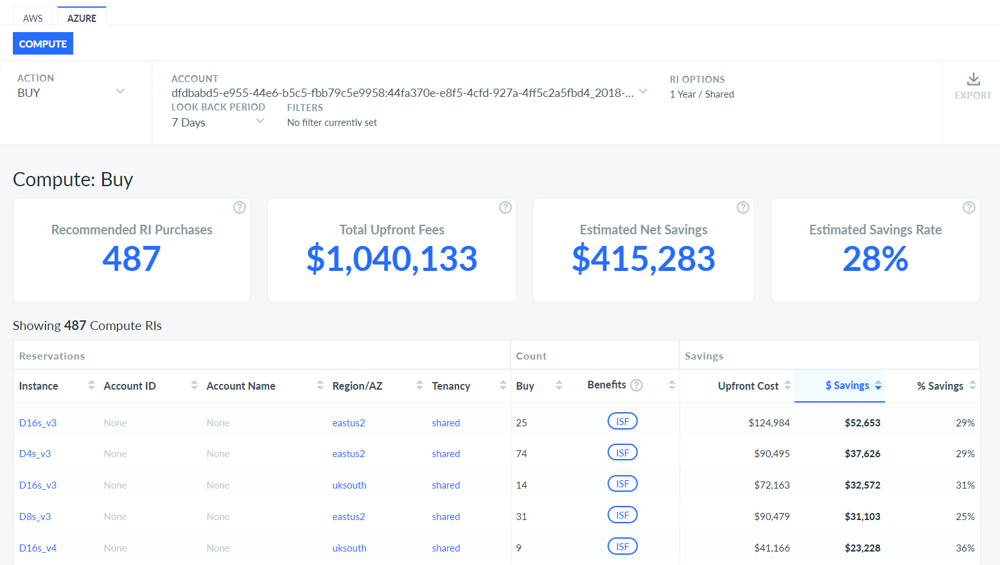 AWS AZURE
COMPUTE
ACTION
BUY
ACCOUNT
dfdbabd5-e955-44e6-b5c5-fbb79c5e9958:44fa370e-e8f5-4cfd-927a-4ff5c2a5fbd4_2018-...
LOOK BACK PERIOD FILTERS
7 Days No filter currently set
RI OPTIONS
1 Year / Shared
EXPORT
Compute: Buy
Recommended RI Purchases
487
Total Upfront Fees
$1,040,133
Estimated Net Savings
$415,283
Estimated Savings Rate
28%
Showing 487 Compute RIs
Reservations Count Savings
Instance Account ID Account Name Region/AZ Tenancy Buy Benefits ? Upfront Cost $ Savings % Savings
D16s_v3 None None eastus2 shared 25 ISF $124,984 $52,653 29%
D4s_v3 None None eastus2 shared 74 ISF $90,495 $37,626 29%
D16s_v3 None None uksouth shared 14 ISF $72,163 $32,572 31%
D8s_v3 None None eastus2 shared 31 ISF $90,479 $31,103 25%
D16s_v4 None None uksouth shared 9 ISF $41,166 $23,228 36%